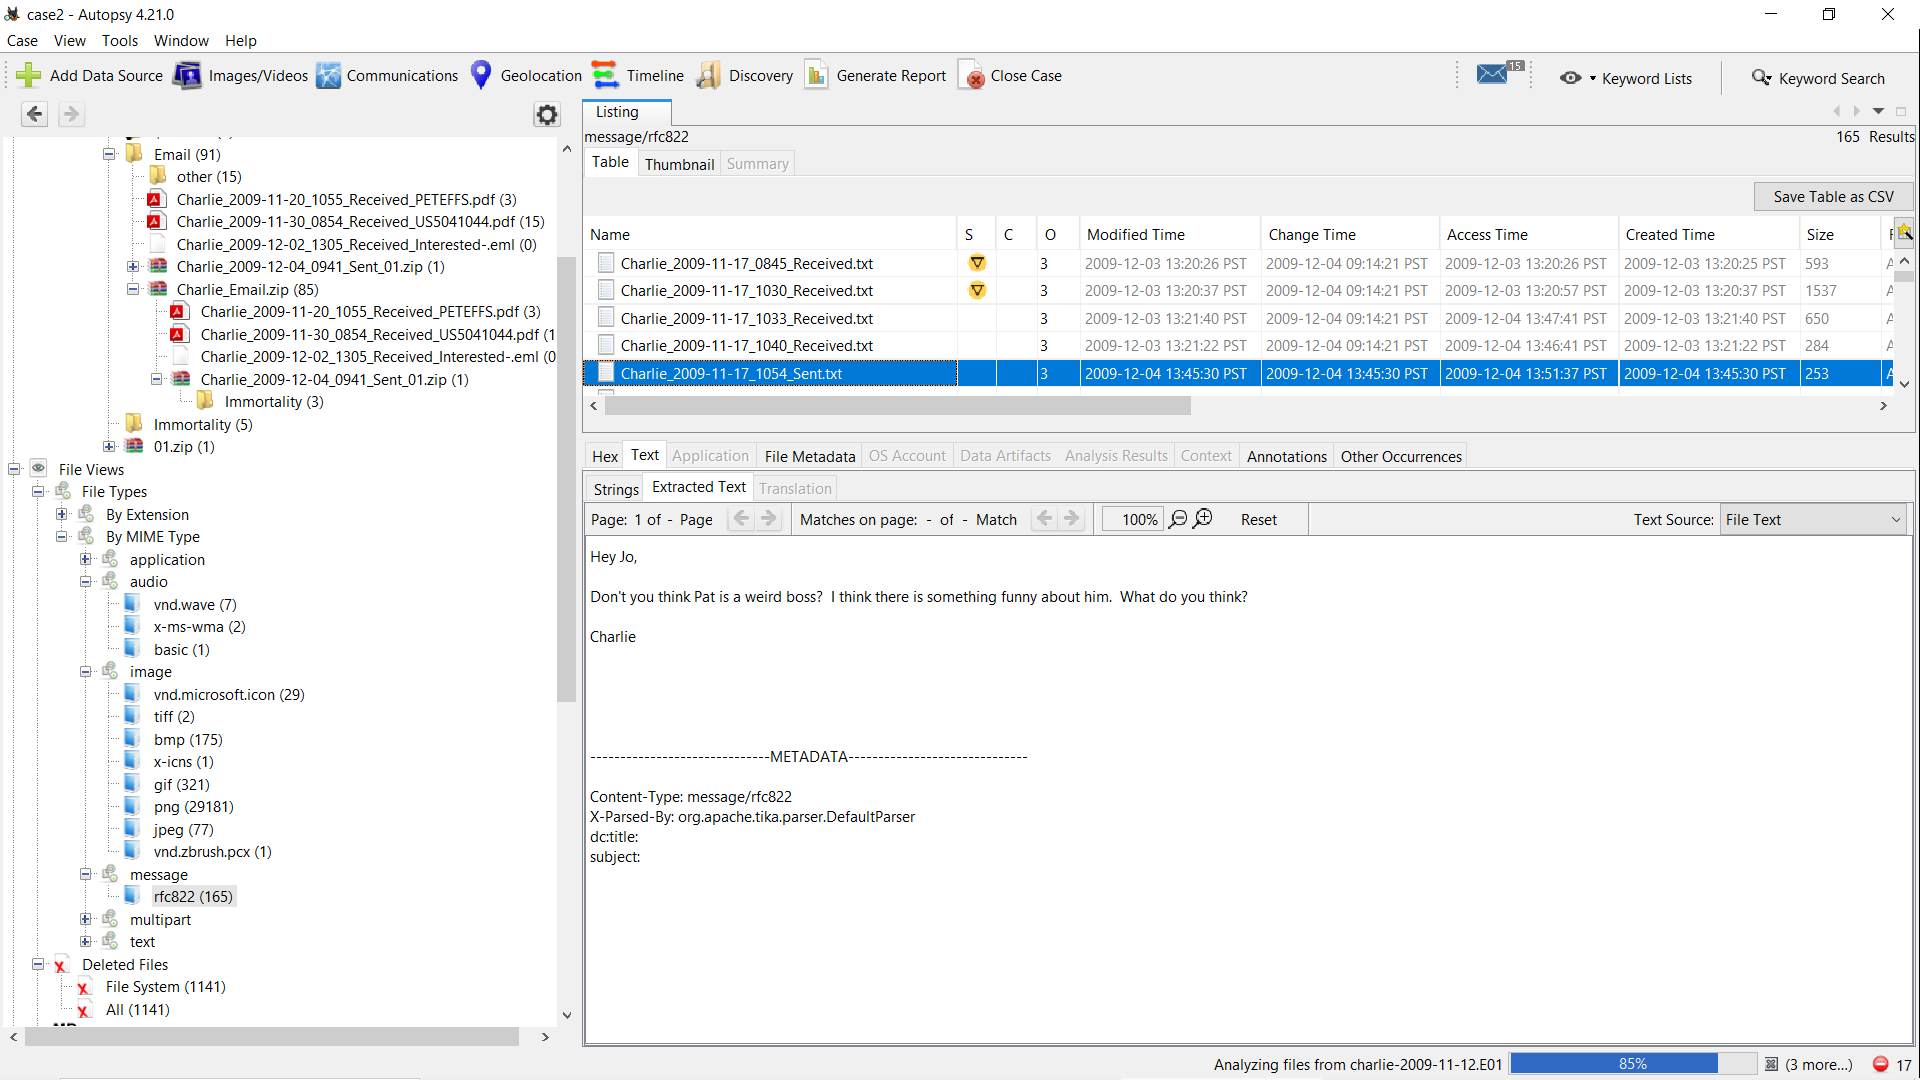 case2 - Autopsy 4.21.0
Case View Tools Window Help
Add Data Source Images/Videos Communications Geolocation Timeline Discovery Generate Report Close Case 15 Keyword Lists Keyword Search
Email (91)
other (15)
Charlie_2009-11-20_1055_Received_PETEFFS.pdf (3)
Charlie_2009-11-30_0854_Received_US5041044.pdf (15)
Charlie_2009-12-02_1305_Received_Interested-.eml (0)
Charlie_2009-12-04_0941_Sent_01.zip (1)
Charlie_Email.zip (85)
Charlie_2009-11-20_1055_Received_PETEFFS.pdf (3)
Charlie_2009-11-30_0854_Received_US5041044.pdf (1
Charlie_2009-12-02_1305_Received_Interested-.eml (0
Charlie_2009-12-04_0941_Sent_01.zip (1)
Immortality (3)
Immortality (5)
01.zip (1)
File Views
File Types
By Extension
By MIME Type
application
audio
vnd.wave (7)
x-ms-wma (2)
basic (1)
image
vnd.microsoft.icon (29)
tiff (2)
bmp (175)
x-icns (1)
gif (321)
png (29181)
jpeg (77)
vnd.zbrush.pcx (1)
message
rfc822 (165)
multipart
text
Deleted Files
File System (1141)
All (1141)
Listing
message/rfc822 165 Results
Table Thumbnail Summary
Save Table as CSV
Name S C O Modified Time Change Time Access Time Created Time Size
Charlie_2009-11-17_0845_Received.txt 3 2009-12-03 13:20:26 PST 2009-12-04 09:14:21 PST 2009-12-03 13:20:26 PST 2009-12-03 13:20:25 PST 593
Charlie_2009-11-17_1030_Received.txt 3 2009-12-03 13:20:37 PST 2009-12-04 09:14:21 PST 2009-12-03 13:20:57 PST 2009-12-03 13:20:37 PST 1537
Charlie_2009-11-17_1033_Received.txt 3 2009-12-03 13:21:40 PST 2009-12-04 09:14:21 PST 2009-12-04 13:47:41 PST 2009-12-03 13:21:40 PST 650
Charlie_2009-11-17_1040_Received.txt 3 2009-12-03 13:21:22 PST 2009-12-04 09:14:21 PST 2009-12-04 13:46:41 PST 2009-12-03 13:21:22 PST 284
Charlie_2009-11-17_1054_Sent.txt 3 2009-12-04 13:45:30 PST 2009-12-04 13:45:30 PST 2009-12-04 13:51:37 PST 2009-12-04 13:45:30 PST 253
Hex Text Application File Metadata OS Account Data Artifacts Analysis Results Context Annotations Other Occurrences
Strings Extracted Text Translation
Page: 1 of - Page Matches on page: - of - Match 100% Reset Text Source: File Text
Hey Jo,
Don't you think Pat is a weird boss?  I think there is something funny about him.  What do you think?
Charlie
------------------------------METADATA------------------------------
Content-Type: message/rfc822
X-Parsed-By: org.apache.tika.parser.DefaultParser
dc:title:
subject:
Analyzing files from charlie-2009-11-12.E01 85% (3 more...) 17